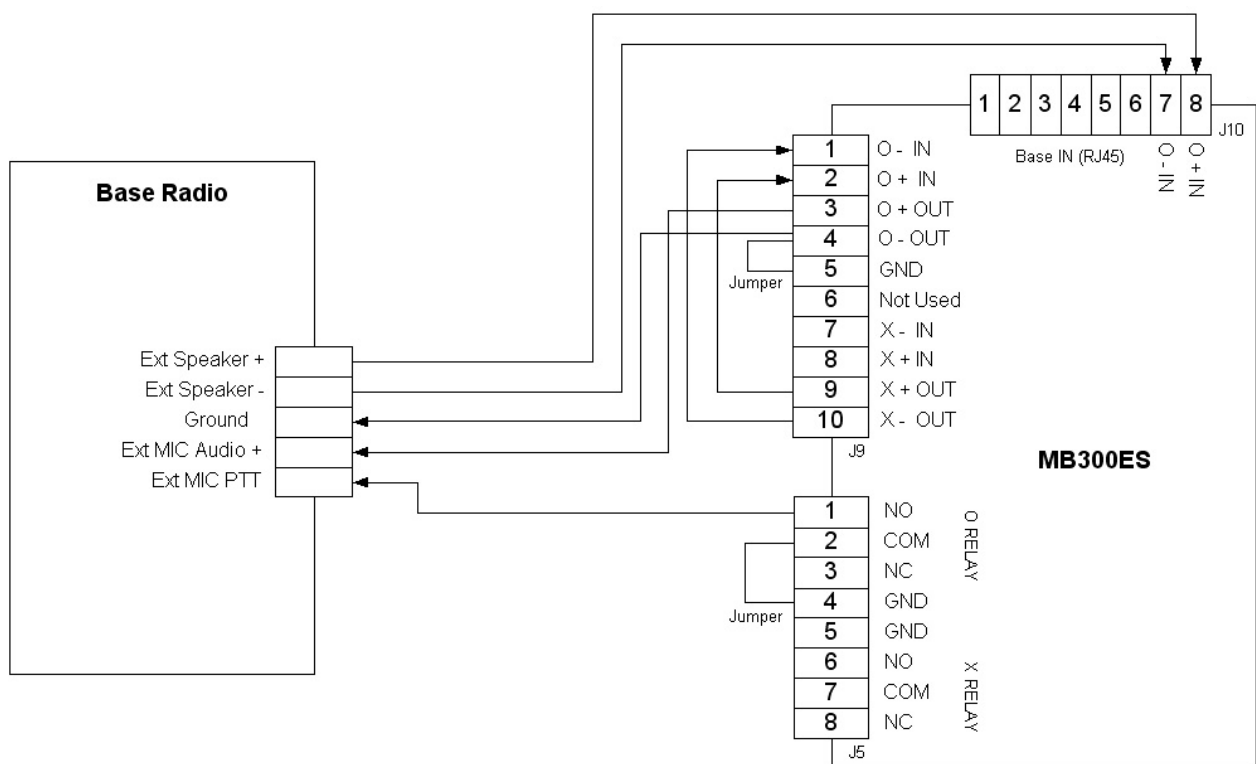 1 2 3 4 5 6 7 8
J10
Base IN (RJ45)
O - IN
O + IN
Base Radio
1 O - IN
2 O + IN
3 O + OUT
4 O - OUT
5 GND
Jumper
6 Not Used
7 X - IN
8 X + IN
9 X + OUT
10 X - OUT
J9
Ext Speaker +
Ext Speaker -
Ground
Ext MIC Audio +
Ext MIC PTT
MB300ES
1 NO
2 COM
3 NC
O RELAY
4 GND
Jumper
5 GND
6 NO
7 COM
8 NC
X RELAY
J5